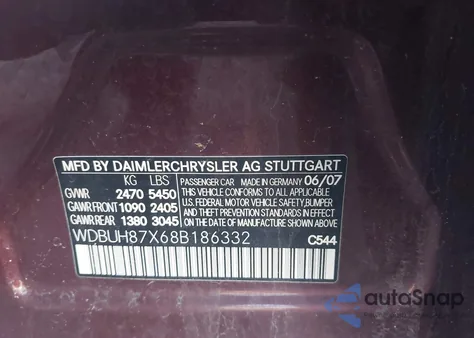 MFD BY DAIMLERCHRYSLER AG STUTTGART
KG LBS
GVWR 2470 5450
GAWR FRONT 1090 2405
GAWR REAR 1380 3045
PASSENGER CAR MADE IN GERMANY 06/07
THIS VEHICLE CONFORMS TO ALL APPLICABLE
U.S. FEDERAL MOTOR VEHICLE SAFETY, BUMPER,
AND THEFT PREVENTION STANDARDS IN EFFECT
ON THE DATE OF MANUFACTURE SHOWN ABOVE
WDBUH87X68B186332 C544
autoSnap